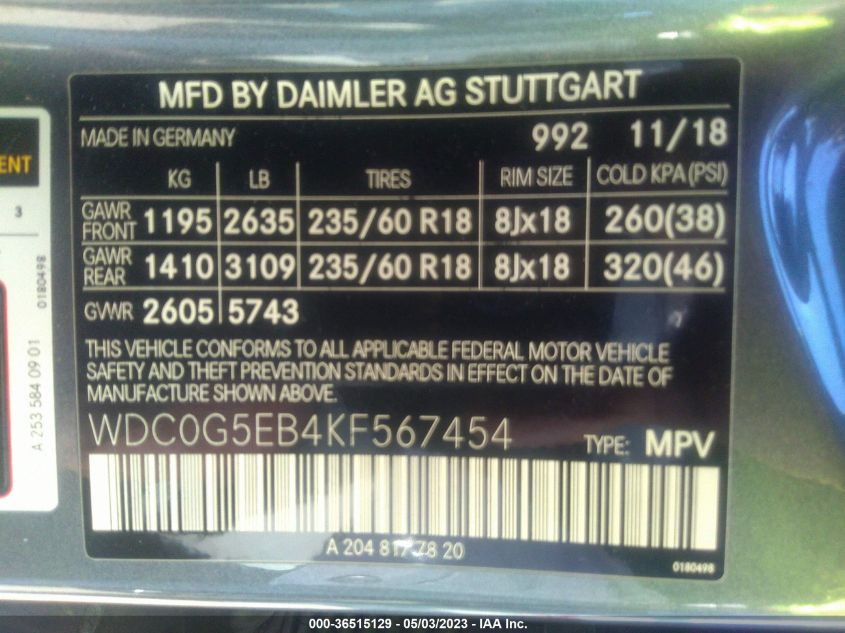 MFD BY DAIMLER AG STUTTGART
MADE IN GERMANY 992 11/18
KG LB TIRES RIM SIZE COLD KPA (PSI)
GAWR FRONT 1195 2635 235/60 R18 8Jx18 260(38)
GAWR REAR 1410 3109 235/60 R18 8Jx18 320(46)
GVWR 2605 5743
THIS VEHICLE CONFORMS TO ALL APPLICABLE FEDERAL MOTOR VEHICLE
SAFETY AND THEFT PREVENTION STANDARDS IN EFFECT ON THE DATE OF
MANUFACTURE SHOWN ABOVE.
WDC0G5EB4KF567454 TYPE: MPV
A 204 817 78 20
0180498
ENT
3
0180498
A 253 584 09 01
000-36515129 - 05/03/2023 - IAA Inc.